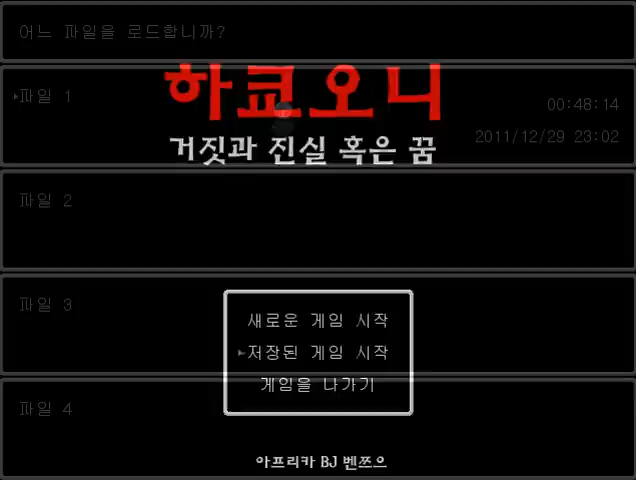 어느 파일을 로드합니까?
파일 1
하쿄오니
00:48:14
2011/12/29 23:02
거짓과 진실 혹은 꿈
파일 2
파일 3
새로운 게임 시작
저장된 게임 시작
게임을 나가기
파일 4
아프리카 BJ 벤쯔으